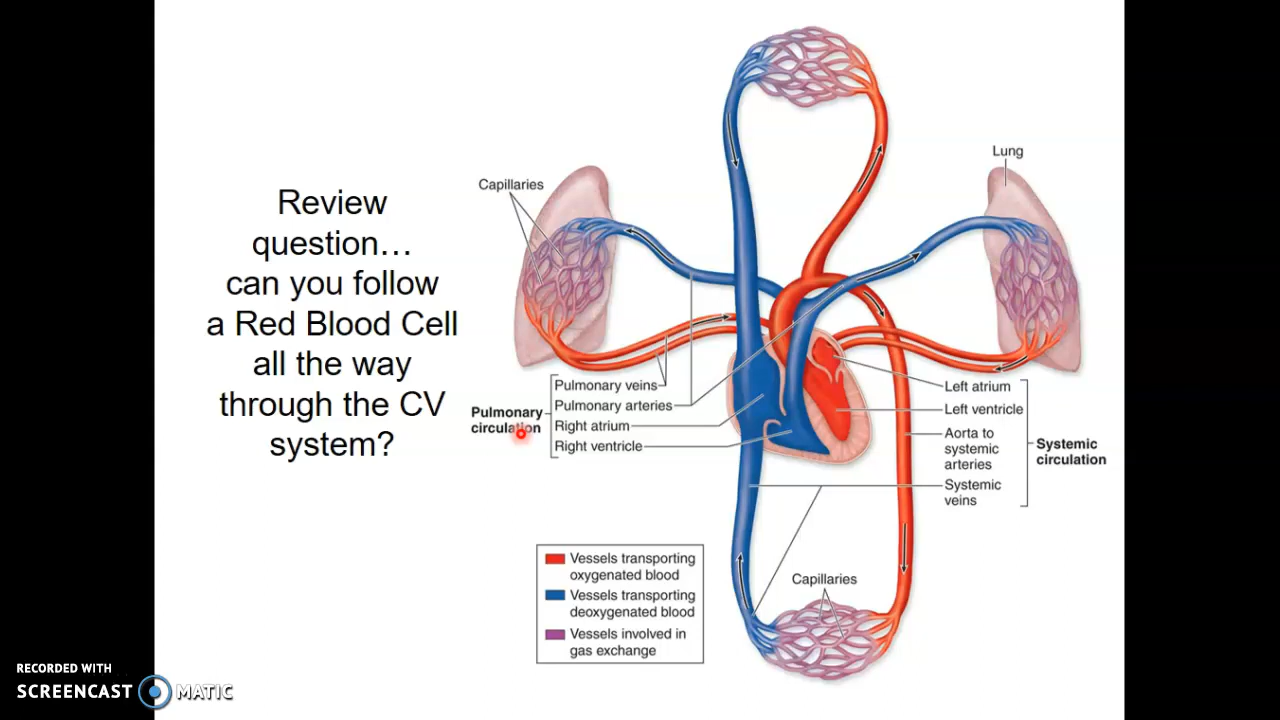 Review
question…
can you follow
a Red Blood Cell
all the way
through the CV
system?
Capillaries
Lung
Pulmonary veins
Pulmonary arteries
Right atrium
Right ventricle
Pulmonary
circulation
Left atrium
Left ventricle
Aorta to
systemic
arteries
Systemic
veins
Systemic
circulation
Vessels transporting
oxygenated blood
Vessels transporting
deoxygenated blood
Vessels involved in
gas exchange
Capillaries
RECORDED WITH
SCREENCAST MATIC